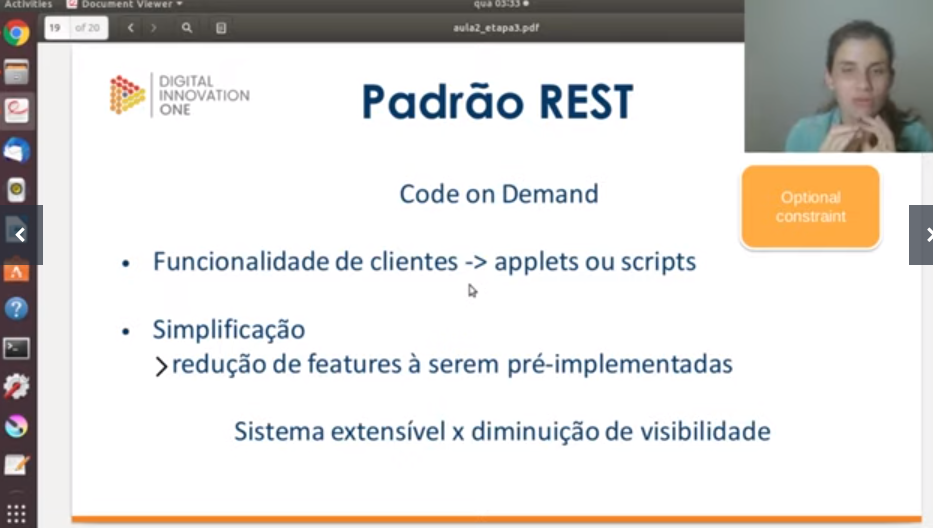 Activities Document Viewer qua 03:33
19 of 20 aula2_etapa3.pdf
DIGITAL
INNOVATION
ONE
Padrão REST
Code on Demand
Optional
constraint
• Funcionalidade de clientes -> applets ou scripts
• Simplificação
>redução de features à serem pré-implementadas
Sistema extensível x diminuição de visibilidade